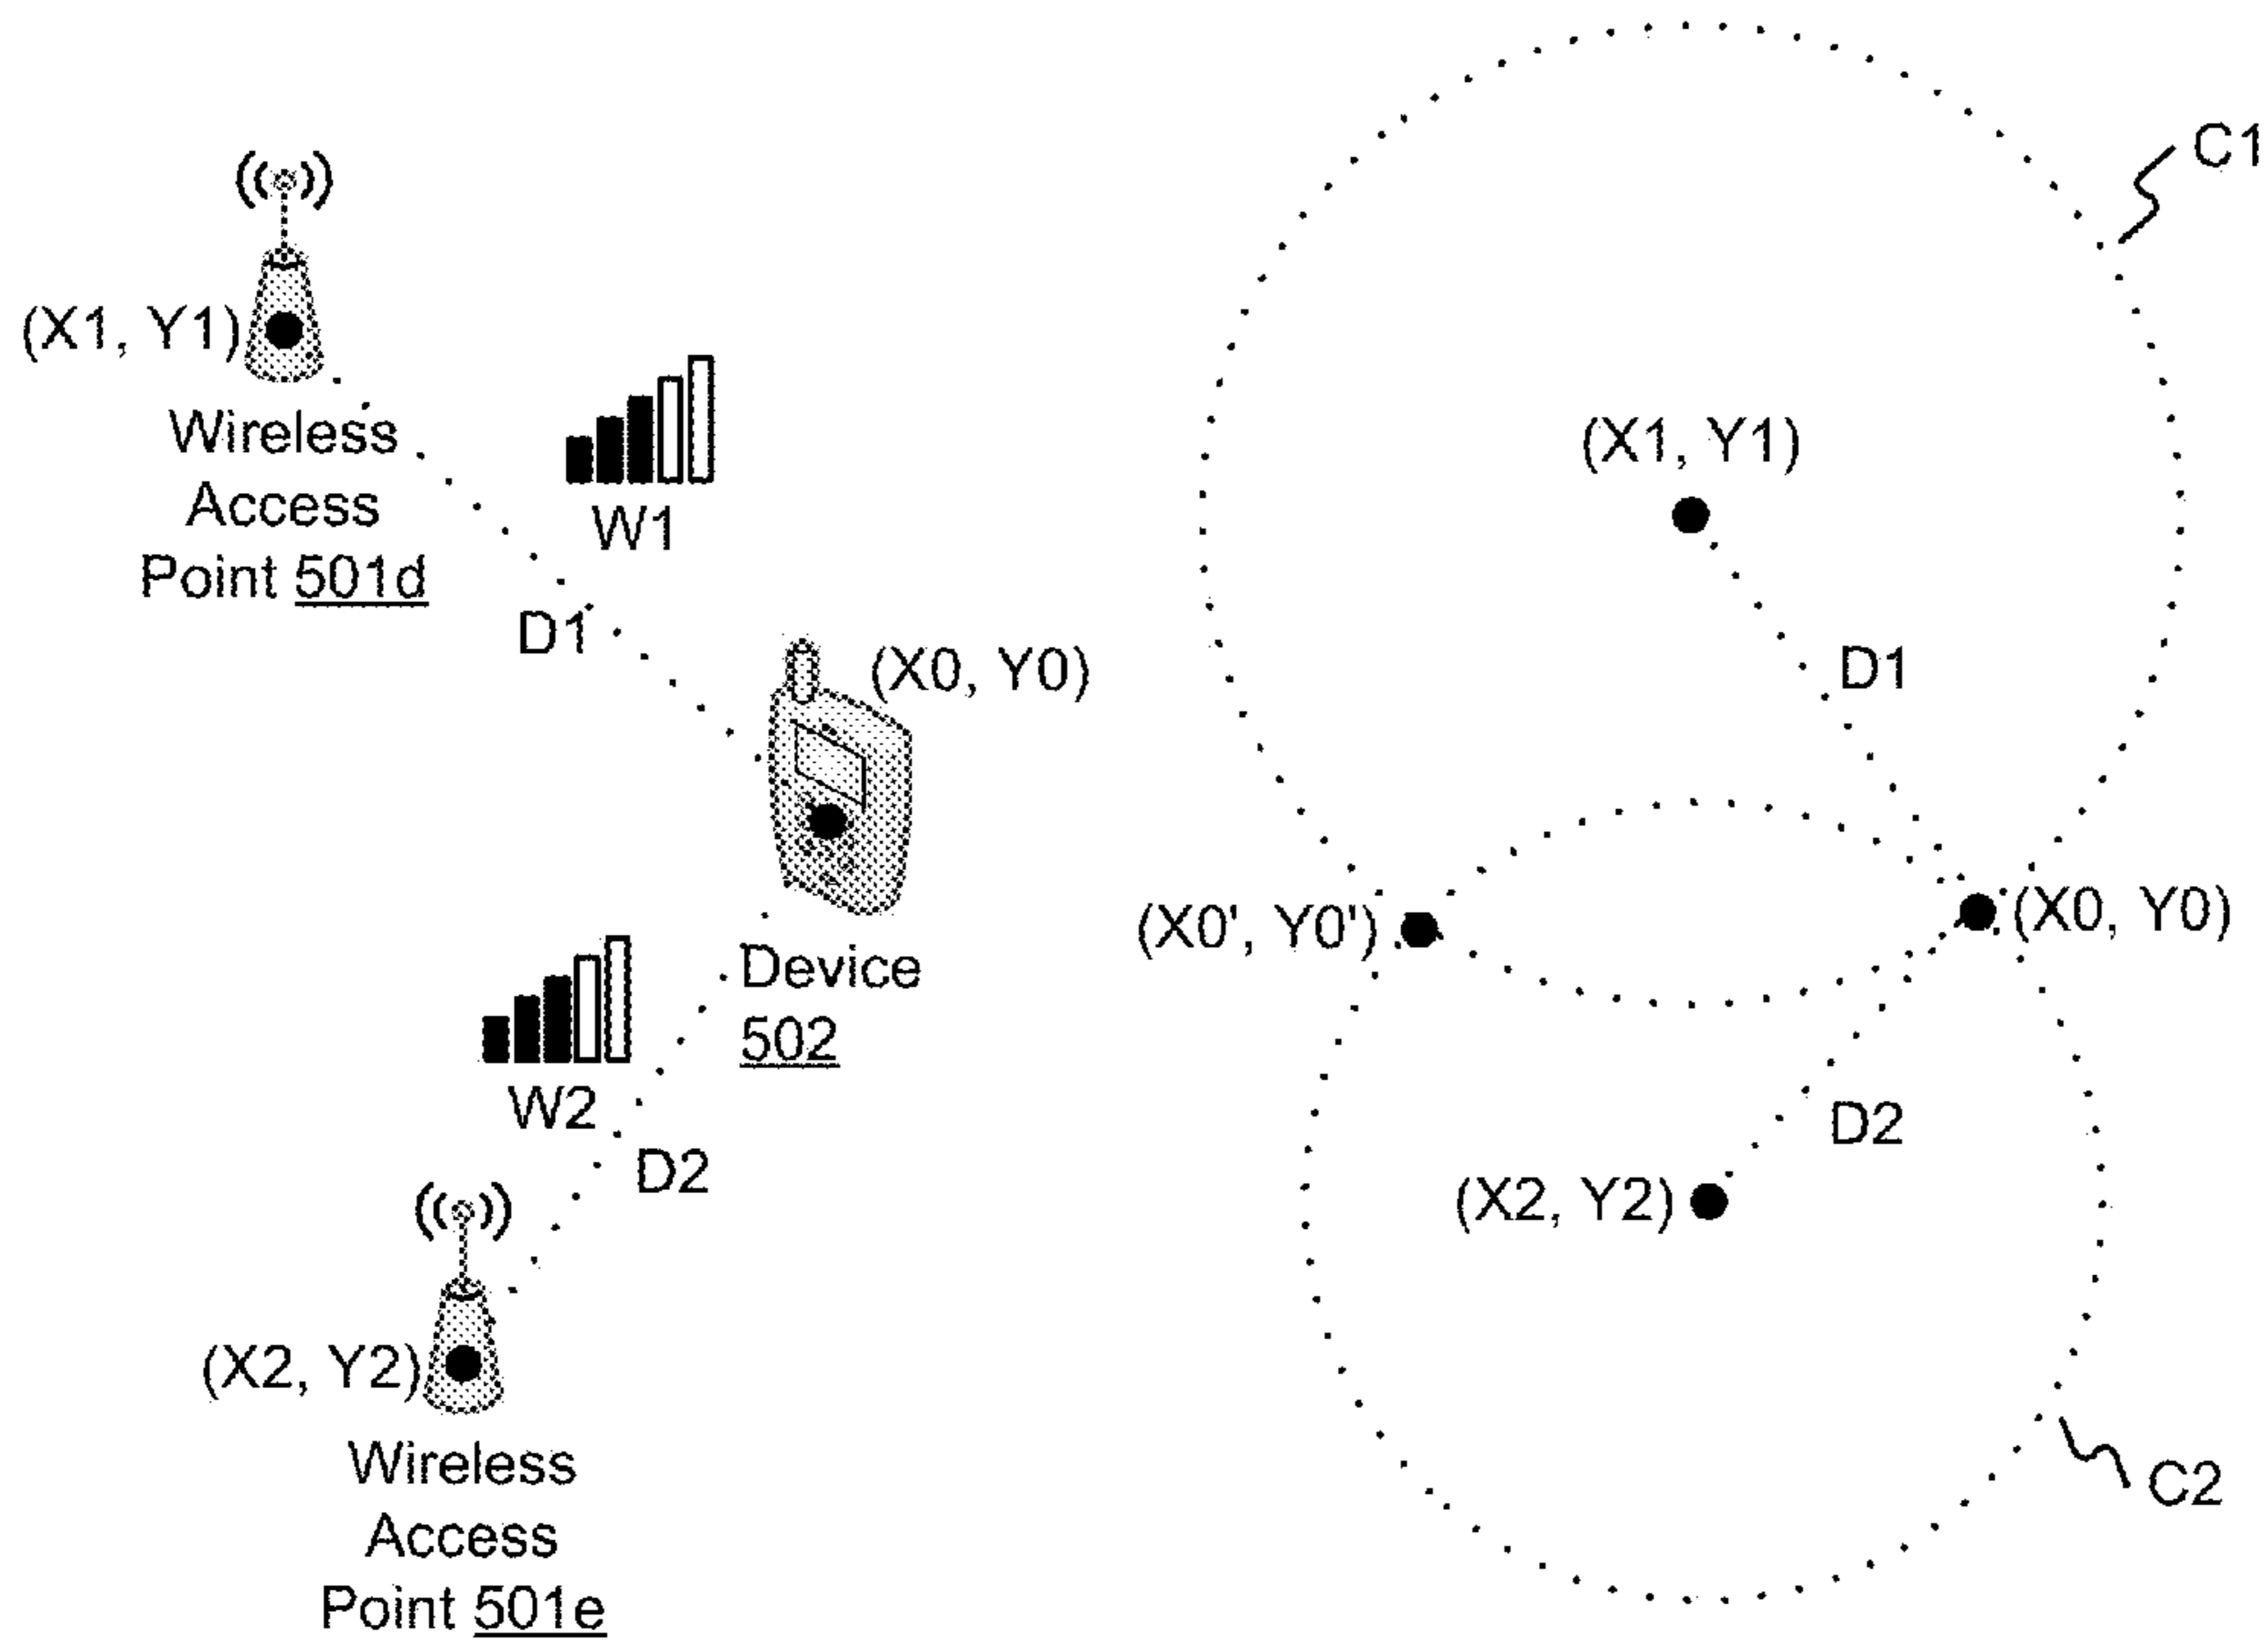 (X1, Y1)
Wireless
Access
Point 501d
W1
D1
(X0, Y0)
Device
502
W2
D2
(X2, Y2)
Wireless
Access
Point 501e
C1
(X1, Y1)
D1
(X0', Y0')
(X0, Y0)
D2
(X2, Y2)
C2